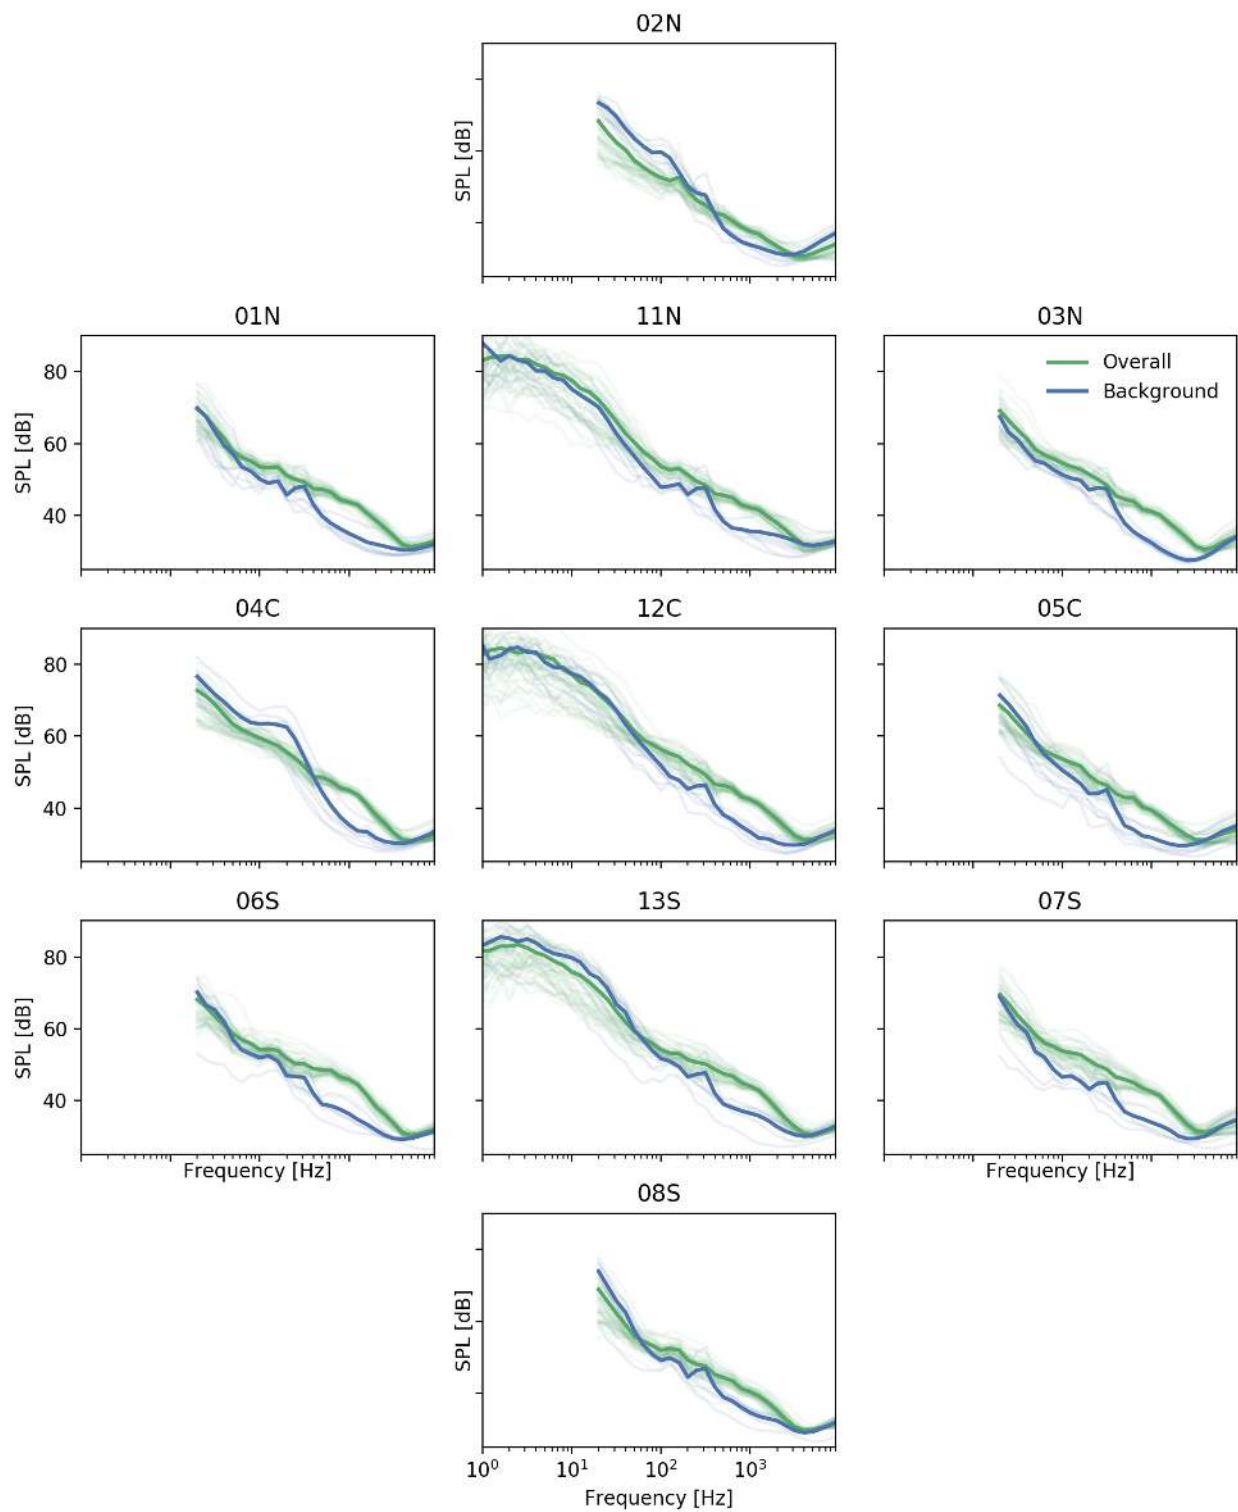 02N
SPL [dB]
01N
11N
03N
80
60
40
SPL [dB]
Overall
Background
04C
12C
05C
80
60
40
SPL [dB]
06S
13S
07S
80
60
40
SPL [dB]
Frequency [Hz]
Frequency [Hz]
08S
SPL [dB]
10⁰
10¹
10²
10³
Frequency [Hz]